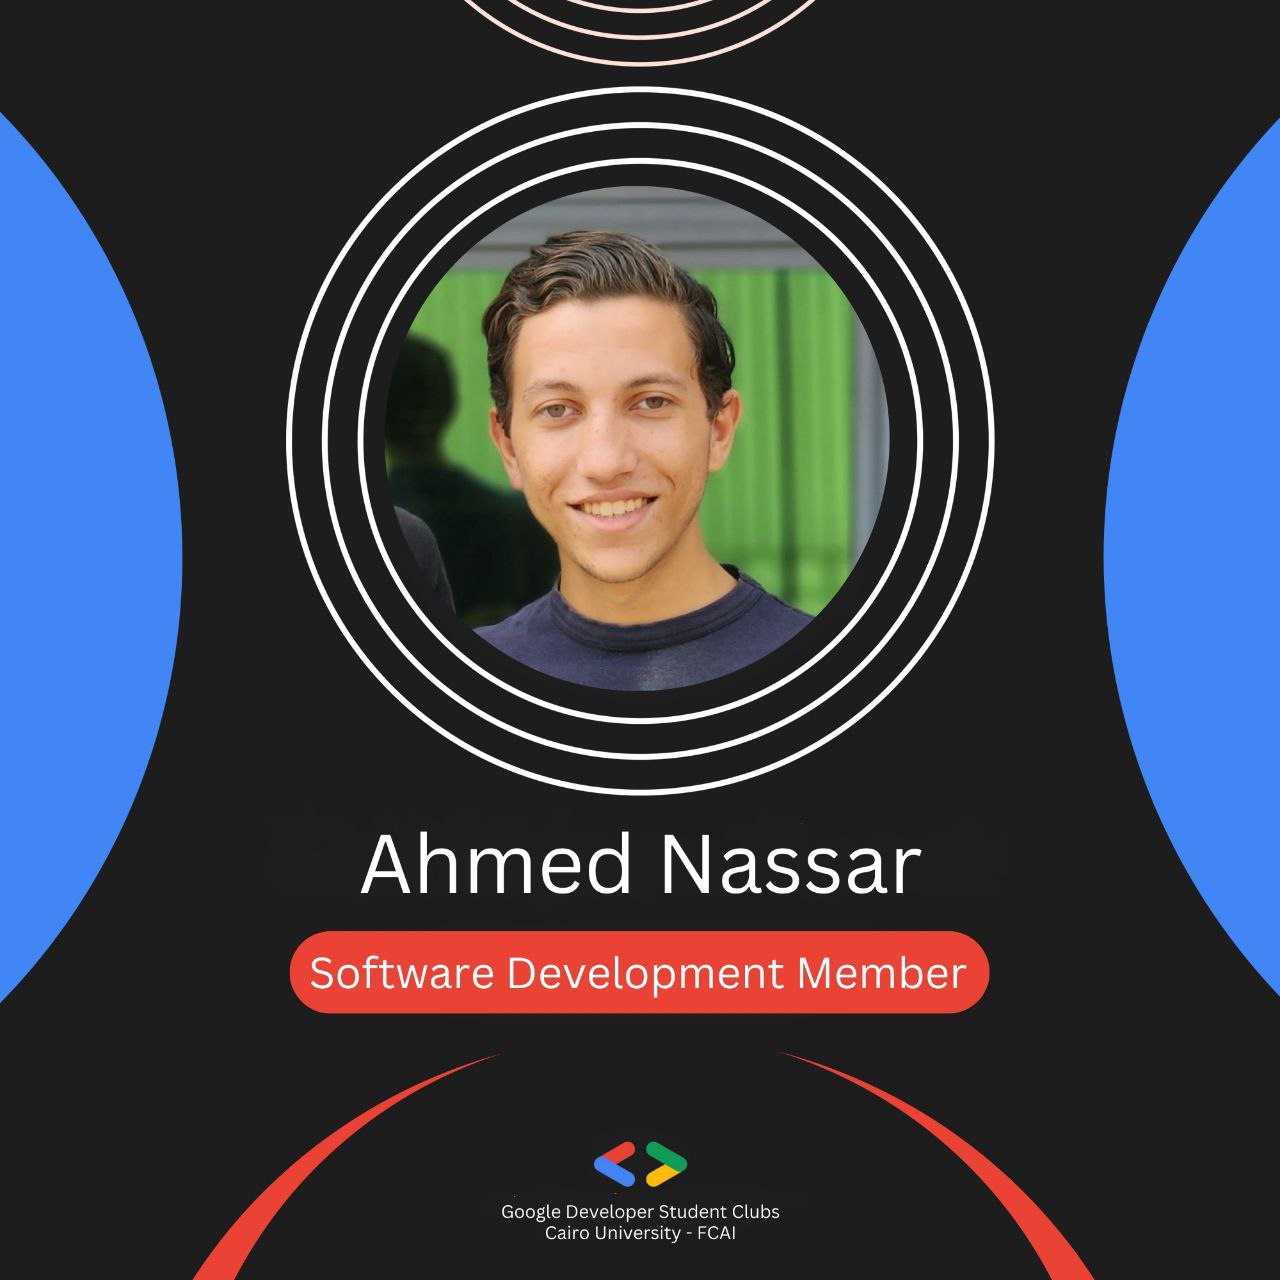 Ahmed Nassar
Software Development Member
Google Developer Student Clubs
Cairo University - FCAI